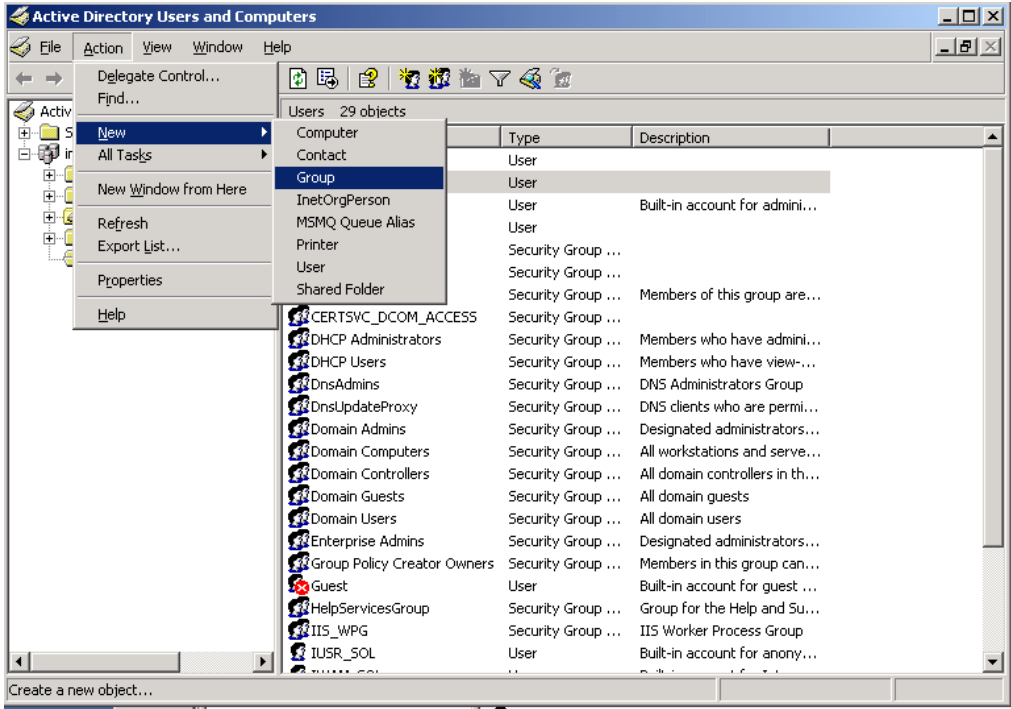 Active Directory Users and Computers
File Action View Window Help
Delegate Control...
Find...
New
All Tasks
New Window from Here
Refresh
Export List...
Properties
Help
Computer
Contact
Group
InetOrgPerson
MSMQ Queue Alias
Printer
User
Shared Folder
Activ
S
in
Users 29 objects
Type Description
User
User
User Built-in account for admini...
User
Security Group ...
Security Group ...
Security Group ... Members of this group are...
CERTSVC_DCOM_ACCESS Security Group ...
DHCP Administrators Security Group ... Members who have admini...
DHCP Users Security Group ... Members who have view-...
DnsAdmins Security Group ... DNS Administrators Group
DnsUpdateProxy Security Group ... DNS clients who are permi...
Domain Admins Security Group ... Designated administrators...
Domain Computers Security Group ... All workstations and serve...
Domain Controllers Security Group ... All domain controllers in th...
Domain Guests Security Group ... All domain guests
Domain Users Security Group ... All domain users
Enterprise Admins Security Group ... Designated administrators...
Group Policy Creator Owners Security Group ... Members in this group can...
Guest User Built-in account for guest ...
HelpServicesGroup Security Group ... Group for the Help and Su...
IIS_WPG Security Group ... IIS Worker Process Group
IUSR_SOL User Built-in account for anony...
Create a new object...